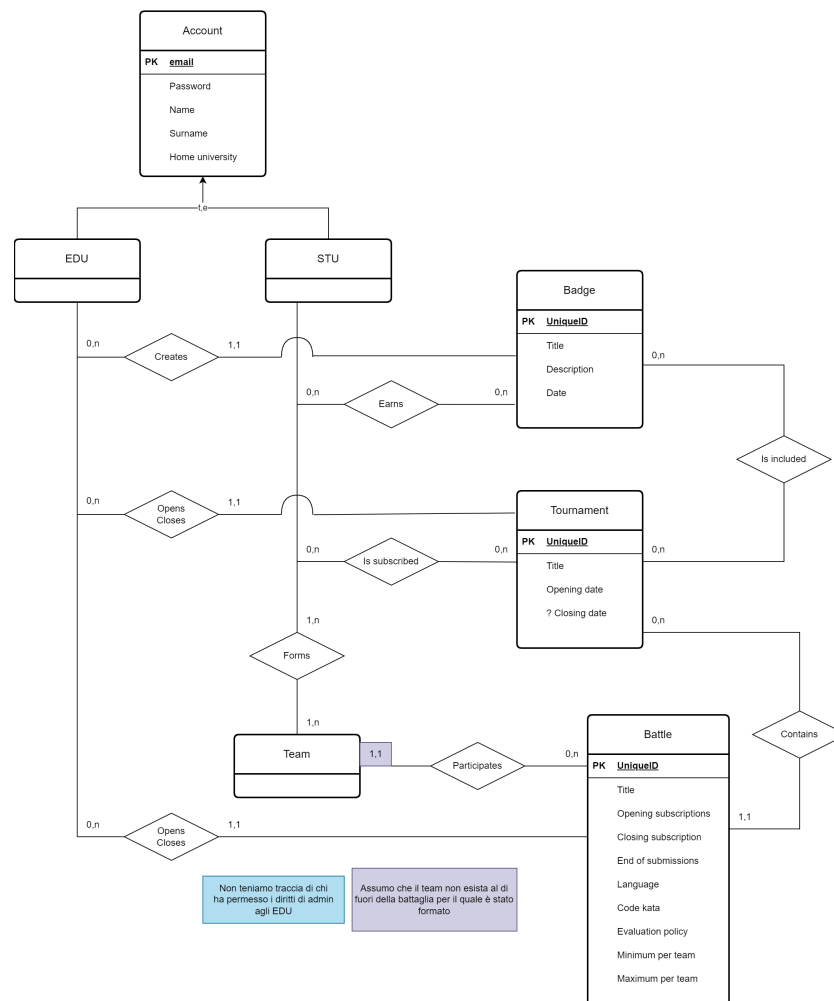 Account
PK email
Password
Name
Surname
Home university
t,e
EDU
STU
Badge
PK UniqueID
Title
Description
Date
0,n
Creates
1,1
0,n
0,n
Earns
0,n
Is included
0,n
Opens
Closes
1,1
Tournament
PK UniqueID
Title
Opening date
? Closing date
0,n
Is subscribed
0,n
0,n
0,n
1,n
Forms
1,n
Team
1,1
Participates
0,n
Contains
1,1
Battle
PK UniqueID
Title
Opening subscriptions
Closing subscription
End of submissions
Language
Code kata
Evaluation policy
Minimum per team
Maximum per team
0,n
Opens
Closes
1,1
Non teniamo traccia di chi
ha permesso i diritti di admin
agli EDU
Assumo che il team non esista al di
fuori della battaglia per il quale è stato
formato